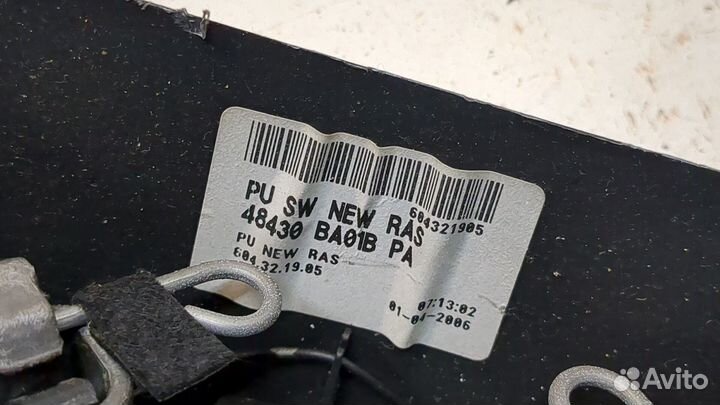 604321905
PU SW NEW RAS
48430 BA01B PA
PU NEW RAS
604.32.19.05
07:13:02
01-04-2006
Avito